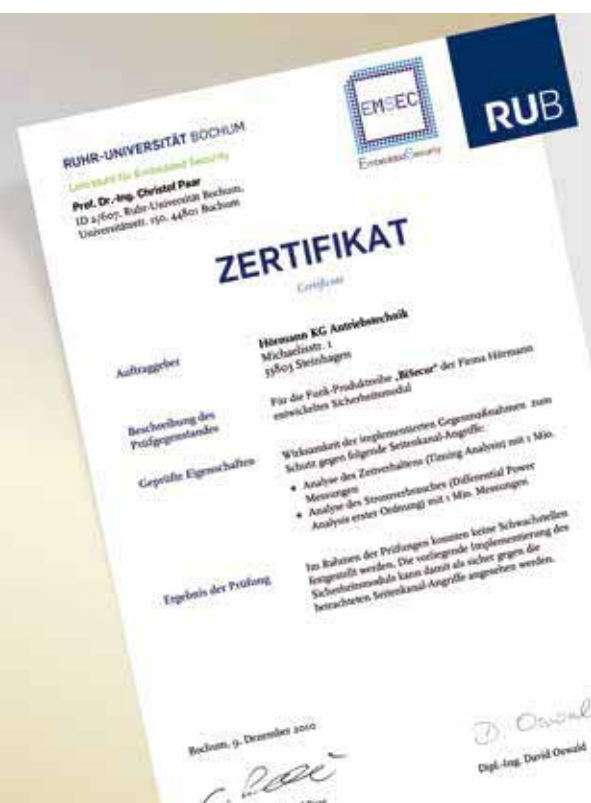 RUHR-UNIVERSITÄT BOCHUM
Lehrstuhl für Embedded Security
Prof. Dr.-Ing. Christof Paar
ID 2/607, Ruhr-Universität Bochum,
Universitätsstr. 150, 44801 Bochum
EMSEC
Embedded Security
RUB
ZERTIFIKAT
Certificate
Auftraggeber
Hörmann KG Antriebstechnik
Michaelisstr. 1
33803 Steinhagen
Beschreibung des
Prüfgegenstandes
Für die Funk-Produktreihe „BiSecur“ der Firma Hörmann
entwickeltes Sicherheitsmodul
Geprüfte Eigenschaften
Wirksamkeit der implementierten Gegenmaßnahmen zum
Schutz gegen folgende Seitenkanal-Angriffe:
• Analyse des Zeitverhaltens (Timing Analysis) mit 1 Mio.
Messungen
• Analyse des Stromverbrauches (Differential Power
Analysis erster Ordnung) mit 1 Mio. Messungen
Ergebnis der Prüfung
Im Rahmen der Prüfungen konnten keine Schwachstellen
festgestellt werden. Die vorliegende Implementierung des
Sicherheitsmoduls kann damit als sicher gegen die
betrachteten Seitenkanal-Angriffe angesehen werden.
Bochum, 9. Dezember 2010
D. Oswald
Dipl.-Ing. David Oswald